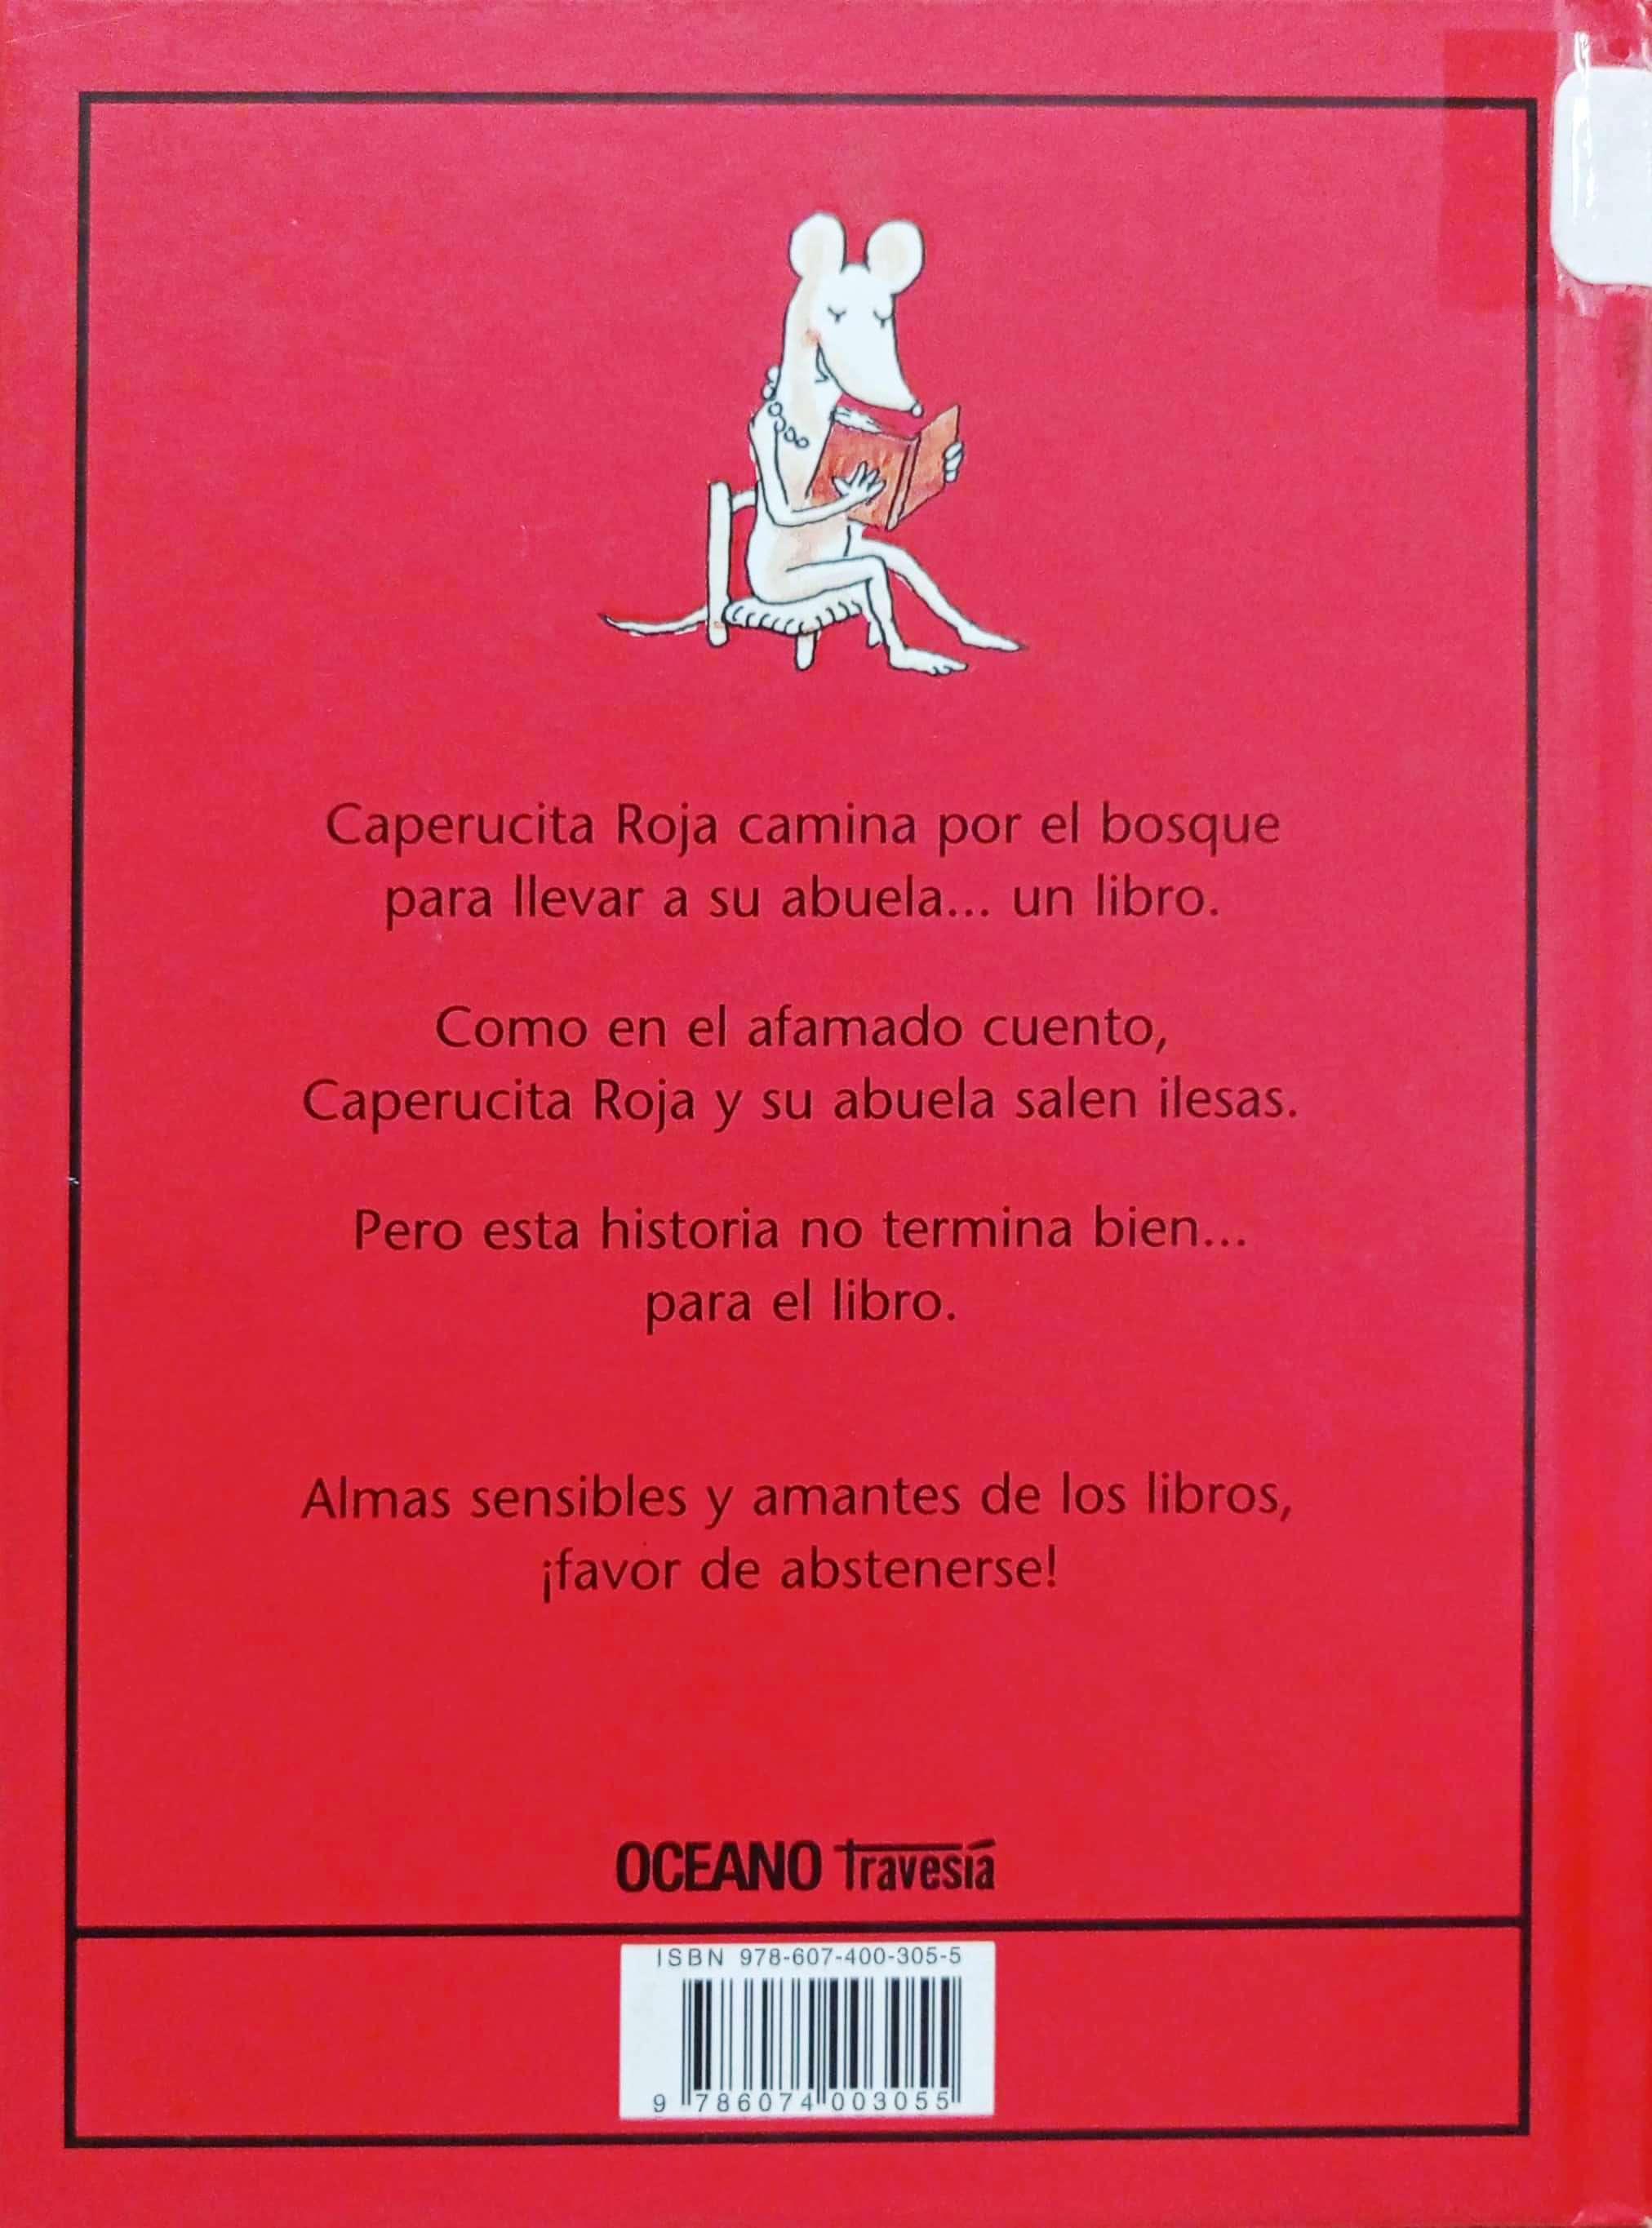 Caperucita Roja camina por el bosque
para llevar a su abuela... un libro.
Como en el afamado cuento,
Caperucita Roja y su abuela salen ilesas.
Pero esta historia no termina bien...
para el libro.
Almas sensibles y amantes de los libros,
¡favor de abstenerse!
OCEANO Travesía
ISBN 978-607-400-305-5
9 786074 003055